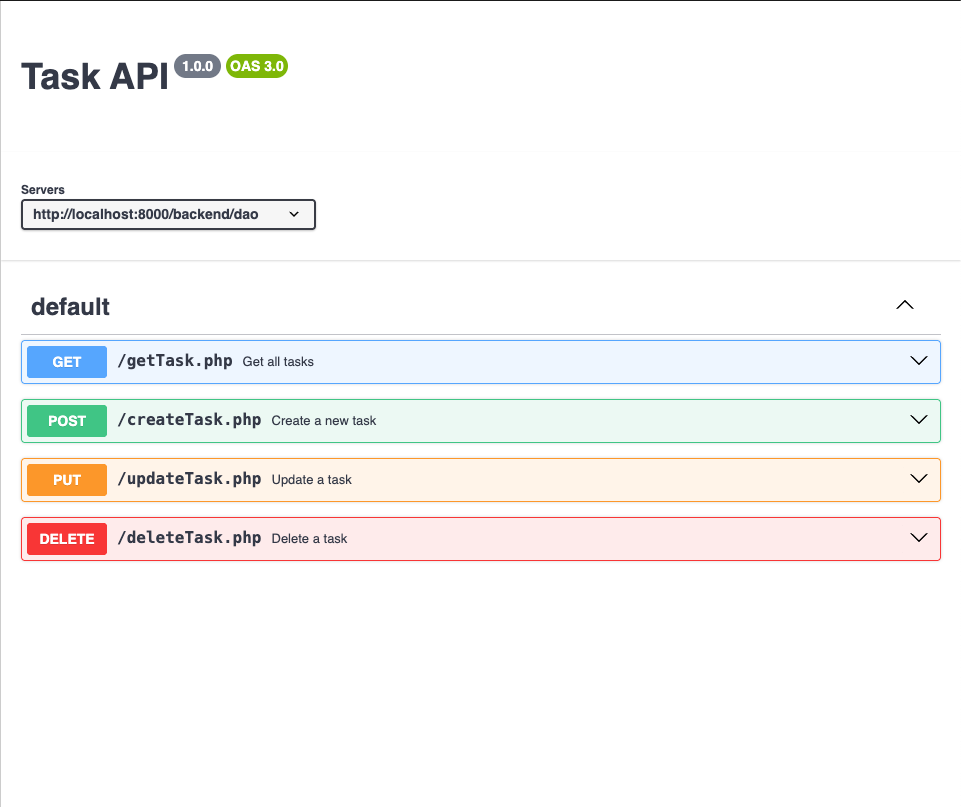 Task API 1.0.0 OAS 3.0
Servers
http://localhost:8000/backend/dao
default
GET /getTask.php Get all tasks
POST /createTask.php Create a new task
PUT /updateTask.php Update a task
DELETE /deleteTask.php Delete a task